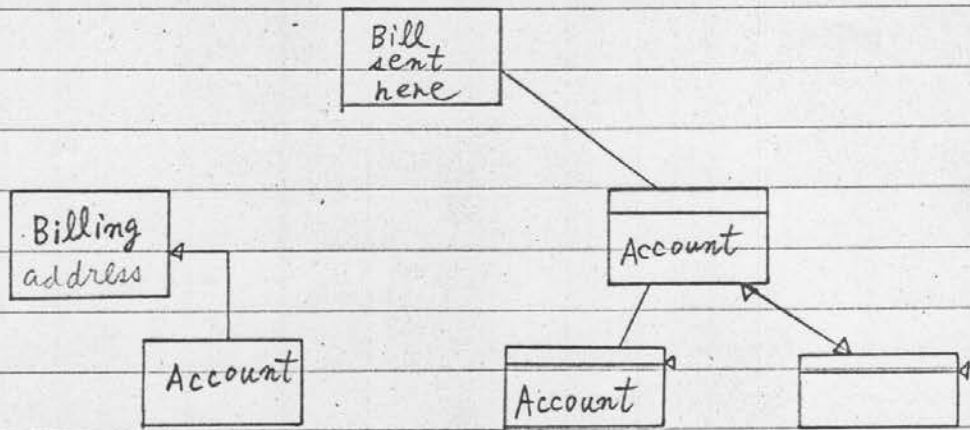 Bill
sent
here
Billing
address
Account
Account
Account